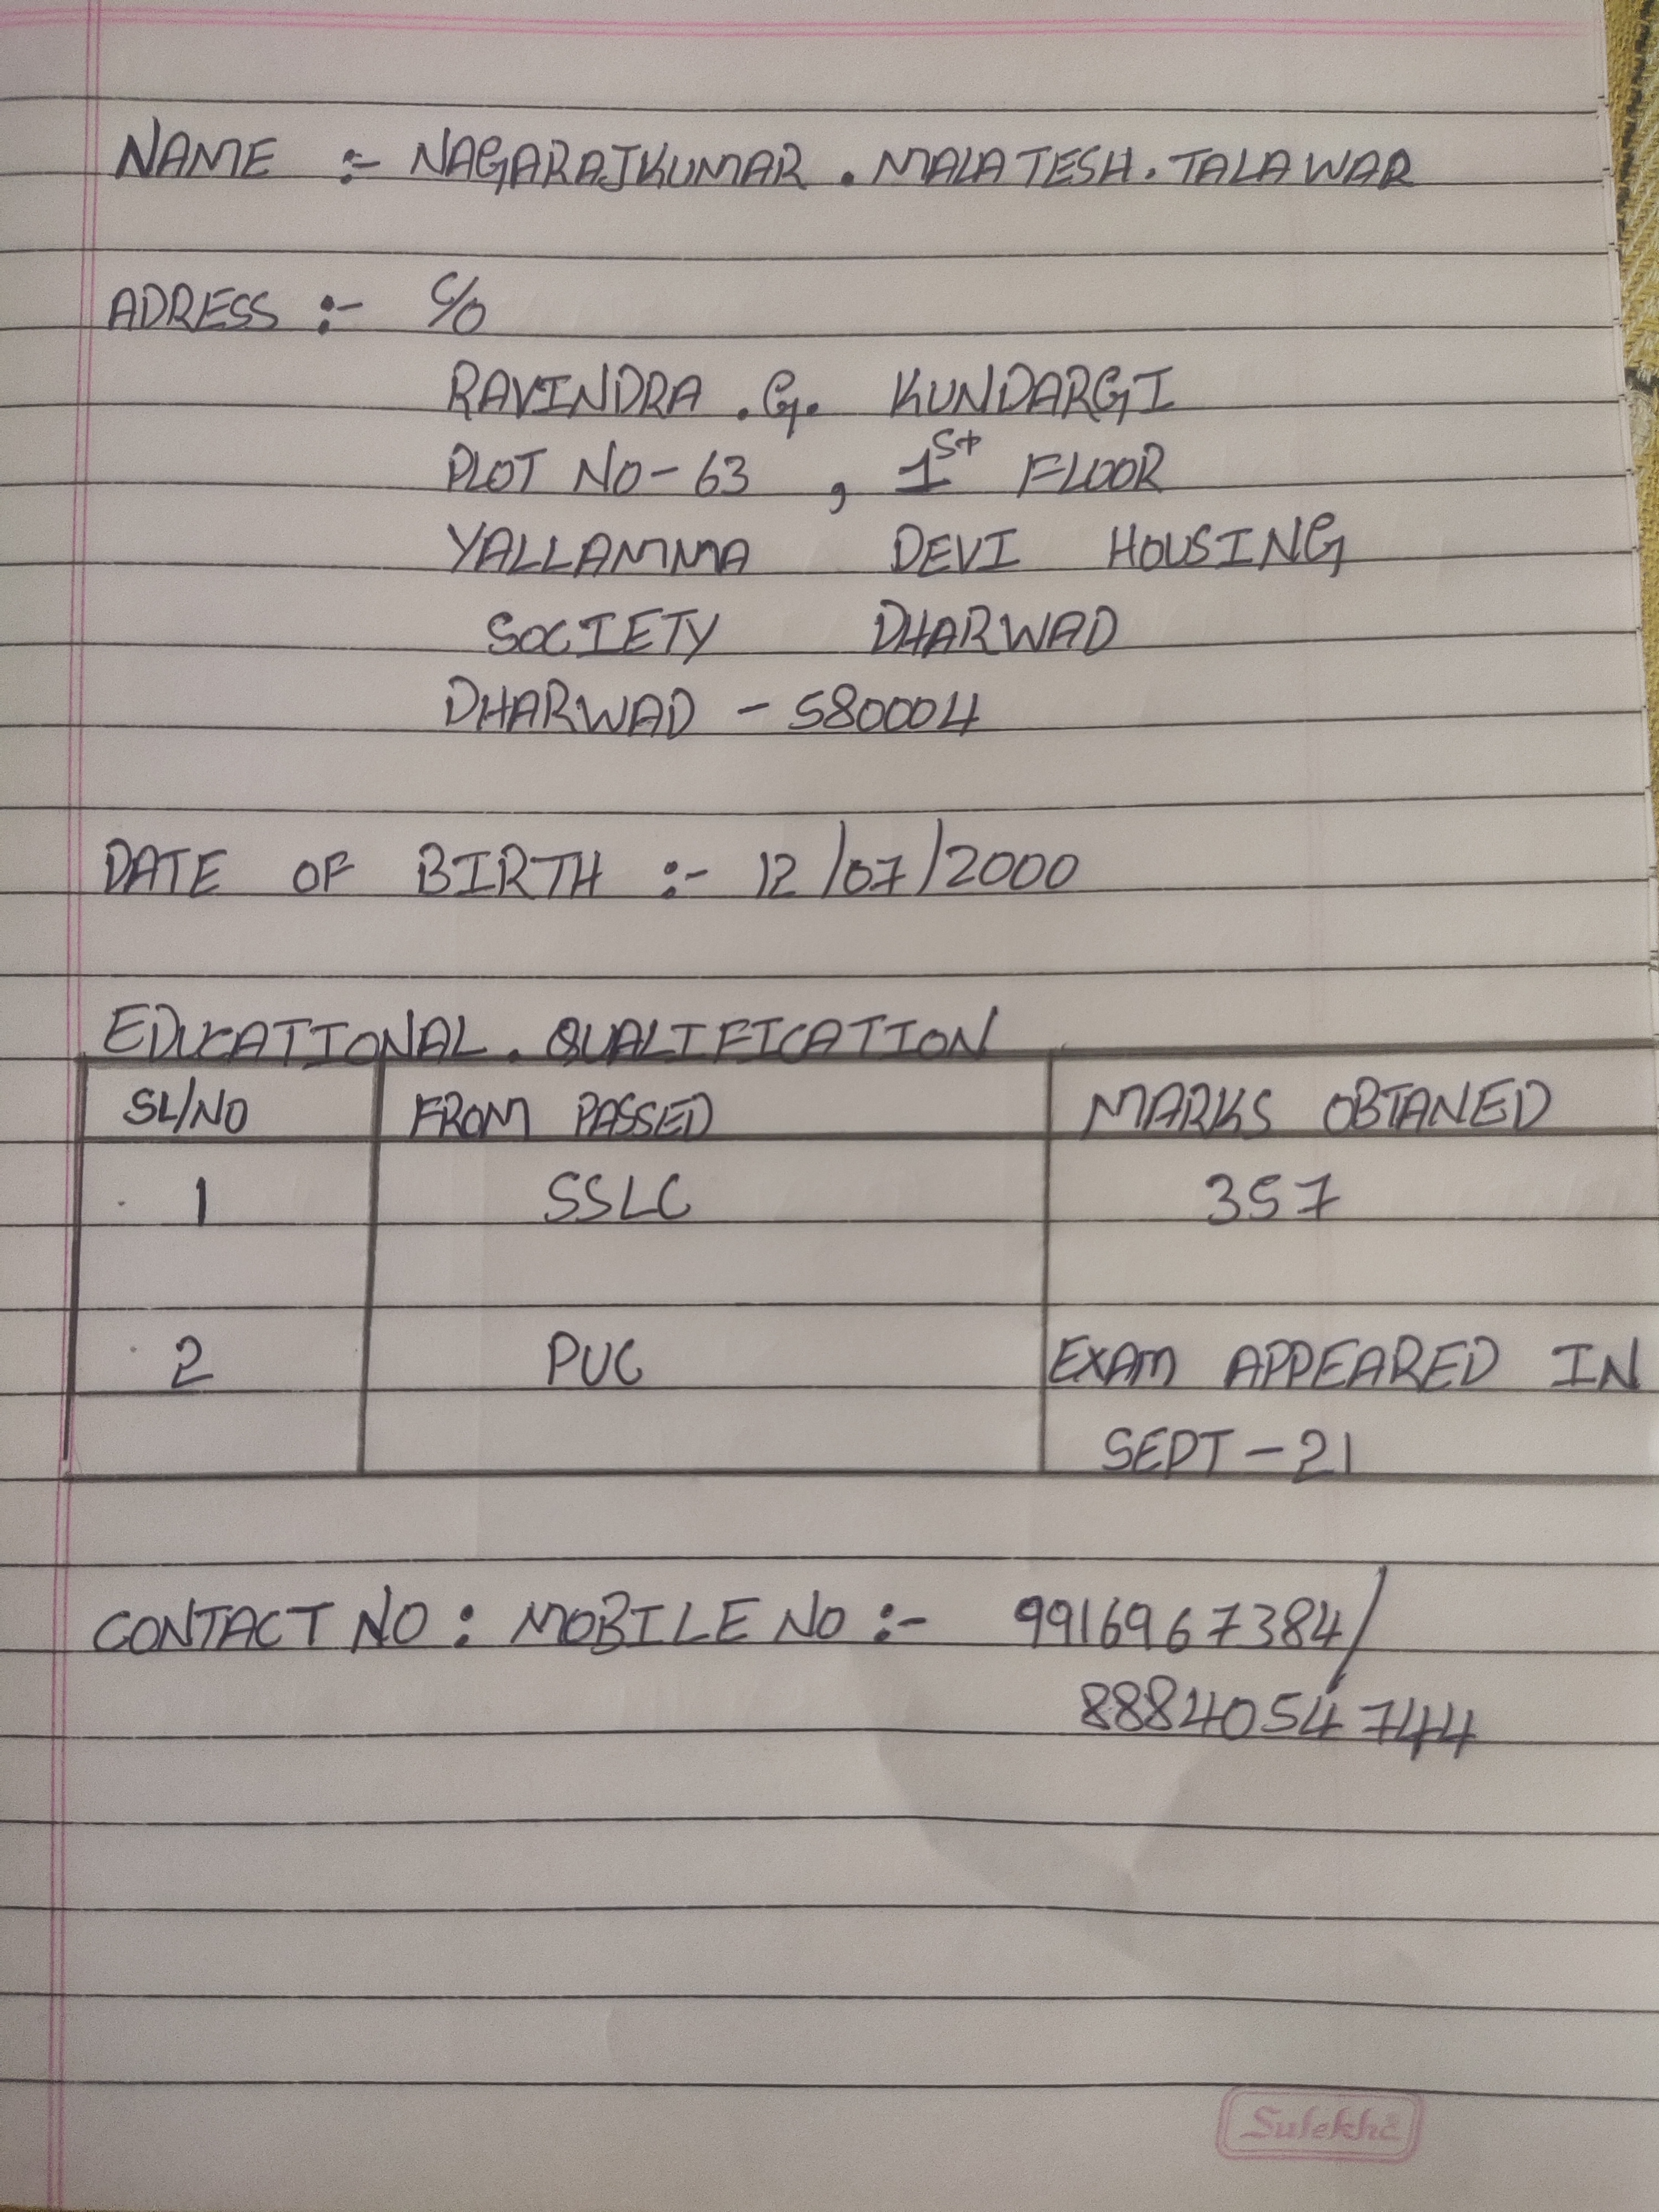 NAME :- NAGARAJKUMAR . MALATESH . TALAWAR
ADRESS :- C/O
RAVINDRA . G. KUNDARGI
PLOT NO - 63 , 1st FLOOR
YALLAMMA DEVI HOUSING
SOCIETY DHARWAD
DHARWAD - 580004
DATE OF BIRTH :- 12/07/2000
EDUCATIONAL . QUALIFICATION
SL/NO FROM PASSED MARKS OBTANED
1 SSLC 357
2 PUC EXAM APPEARED IN
SEPT - 21
CONTACT NO : MOBILE NO :- 9916967384/
8884054744
Sulekha